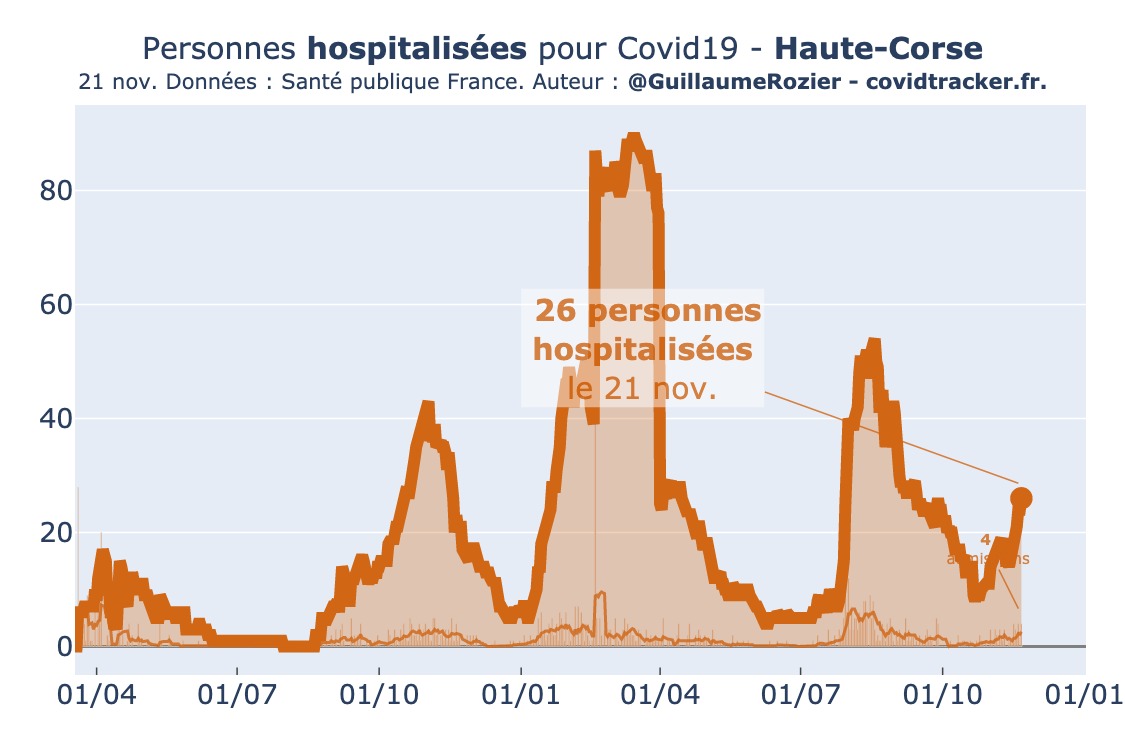 Personnes hospitalisées pour Covid19 - Haute-Corse
21 nov. Données : Santé publique France. Auteur : @GuillaumeRozier - covidtracker.fr.
80
60
40
20
0
26 personnes
hospitalisées
le 21 nov.
4
admissions
01/04
01/07
01/10
01/01
01/04
01/07
01/10
01/01